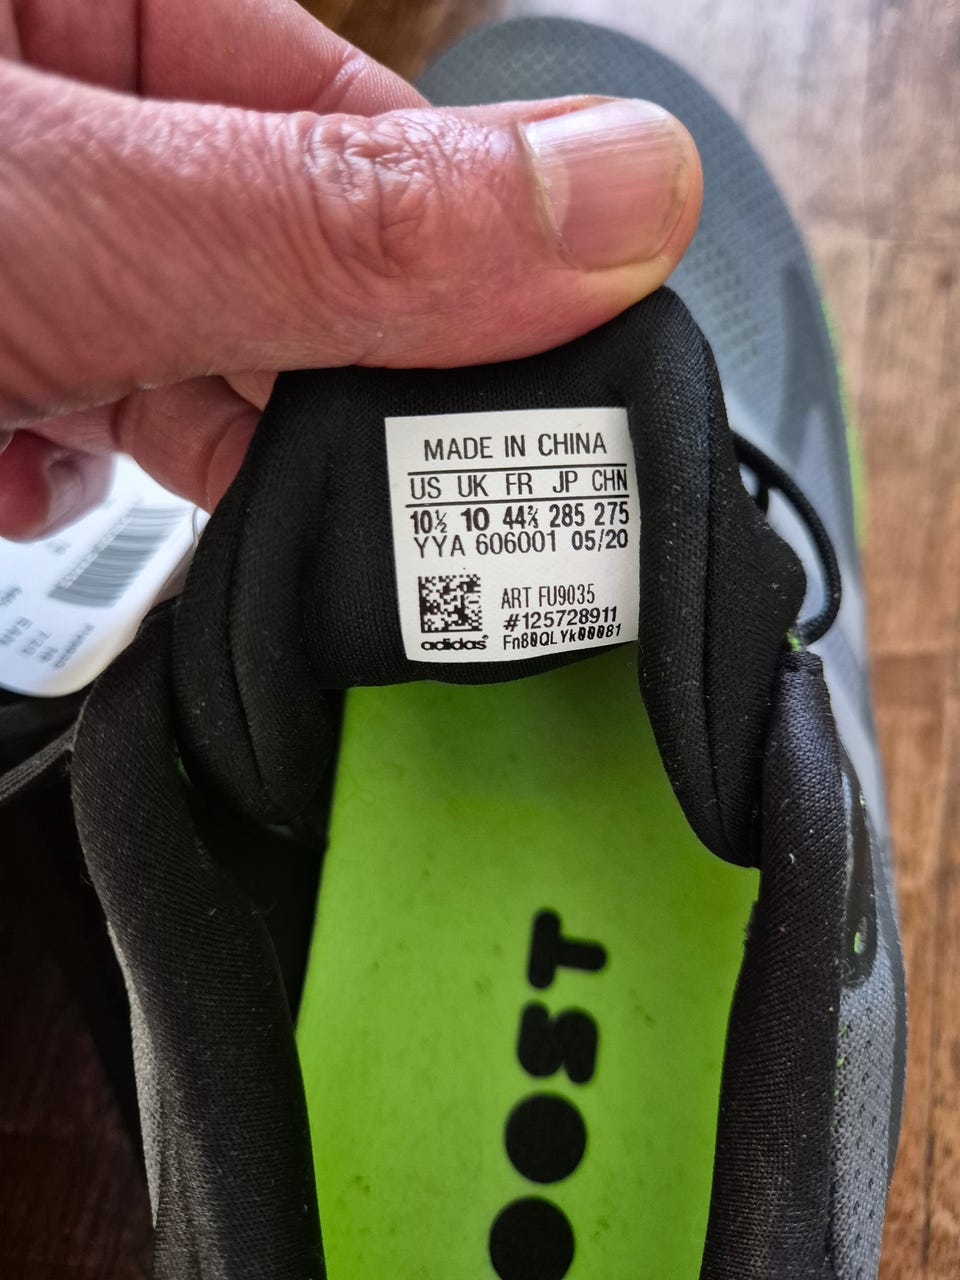 MADE IN CHINA
US UK FR JP CHN
10½ 10 44⅔ 285 275
YYA 606001 05/20
ART FU9035
#125728911
Fn80QLYk00081
adidas
OOST